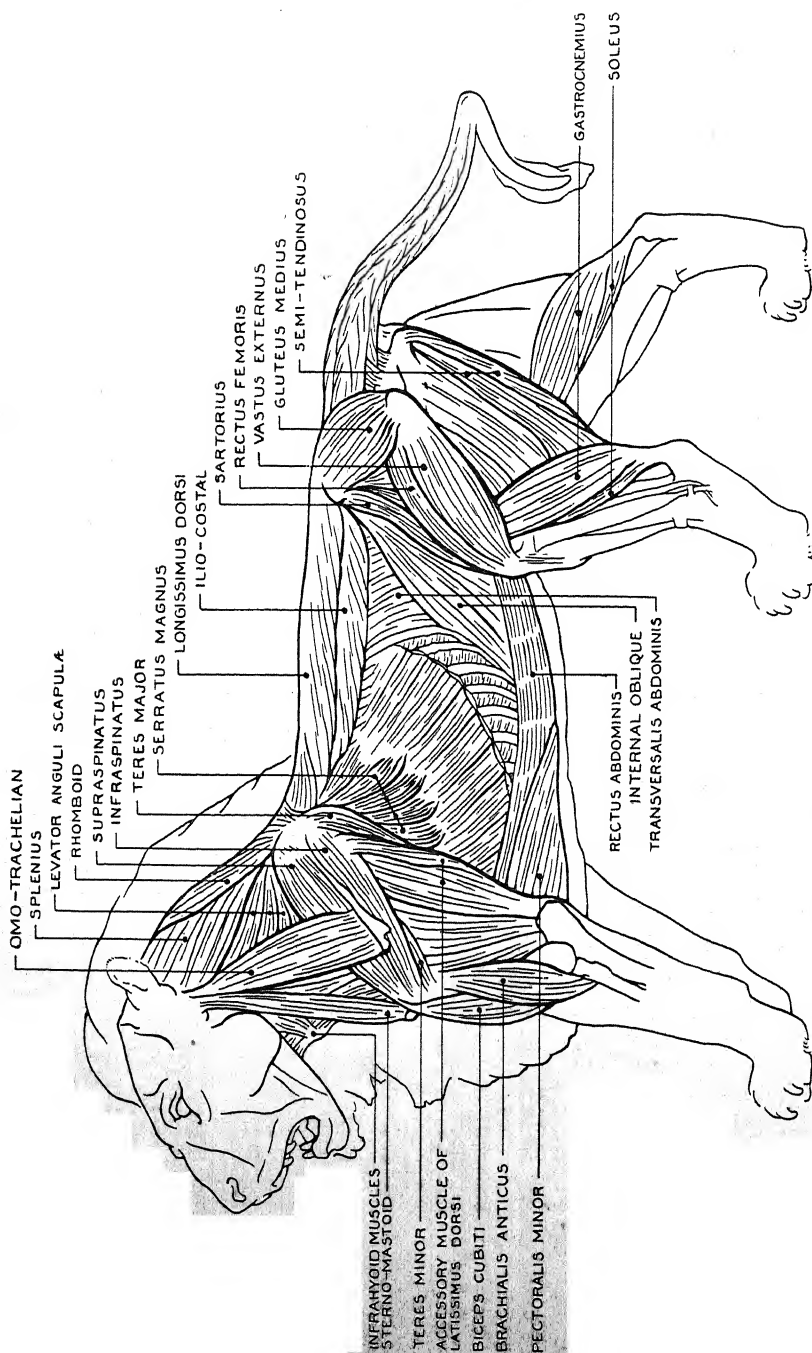 OMO-TRACHELIAN
SPLENIUS
LEVATOR ANGULI SCAPULÆ
RHOMBOID
SUPRASPINATUS
INFRASPINATUS
TERES MAJOR
SERRATUS MAGNUS
LONGISSIMUS DORSI
ILIO-COSTAL
SARTORIUS
RECTUS FEMORIS
VASTUS EXTERNUS
GLUTEUS MEDIUS
SEMI-TENDINOSUS
GASTROCNEMIUS
SOLEUS
INFRAHYOID MUSCLES
STERNO-MASTOID
TERES MINOR
ACCESSORY MUSCLE OF
LATISSIMUS DORSI
BICEPS CUBITI
BRACHIALIS ANTICUS
PECTORALIS MINOR
RECTUS ABDOMINIS
INTERNAL OBLIQUE
TRANSVERSALIS ABDOMINIS